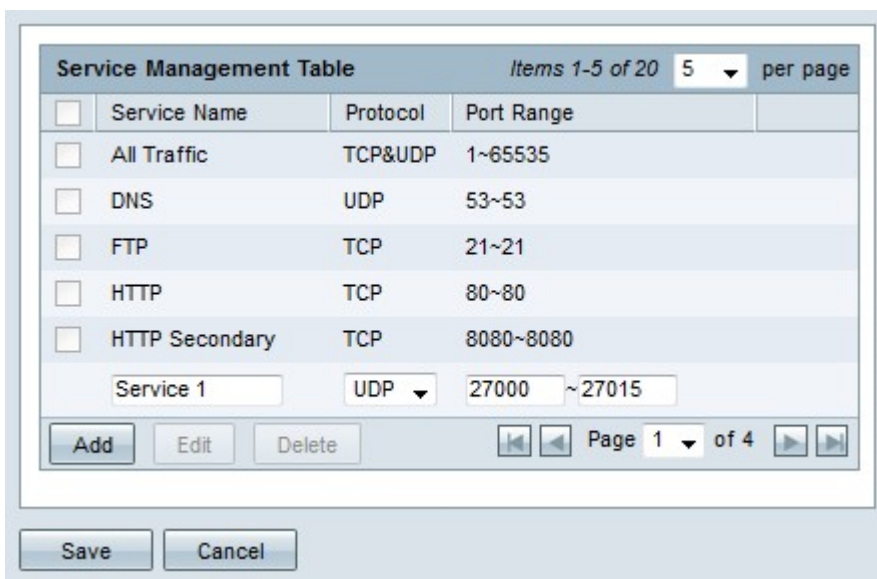 Service Management Table Items 1-5 of 20 5 per page
Service Name Protocol Port Range
All Traffic TCP&UDP 1~65535
DNS UDP 53~53
FTP TCP 21~21
HTTP TCP 80~80
HTTP Secondary TCP 8080~8080
Service 1 UDP 27000 ~ 27015
Add Edit Delete Page 1 of 4
Save Cancel